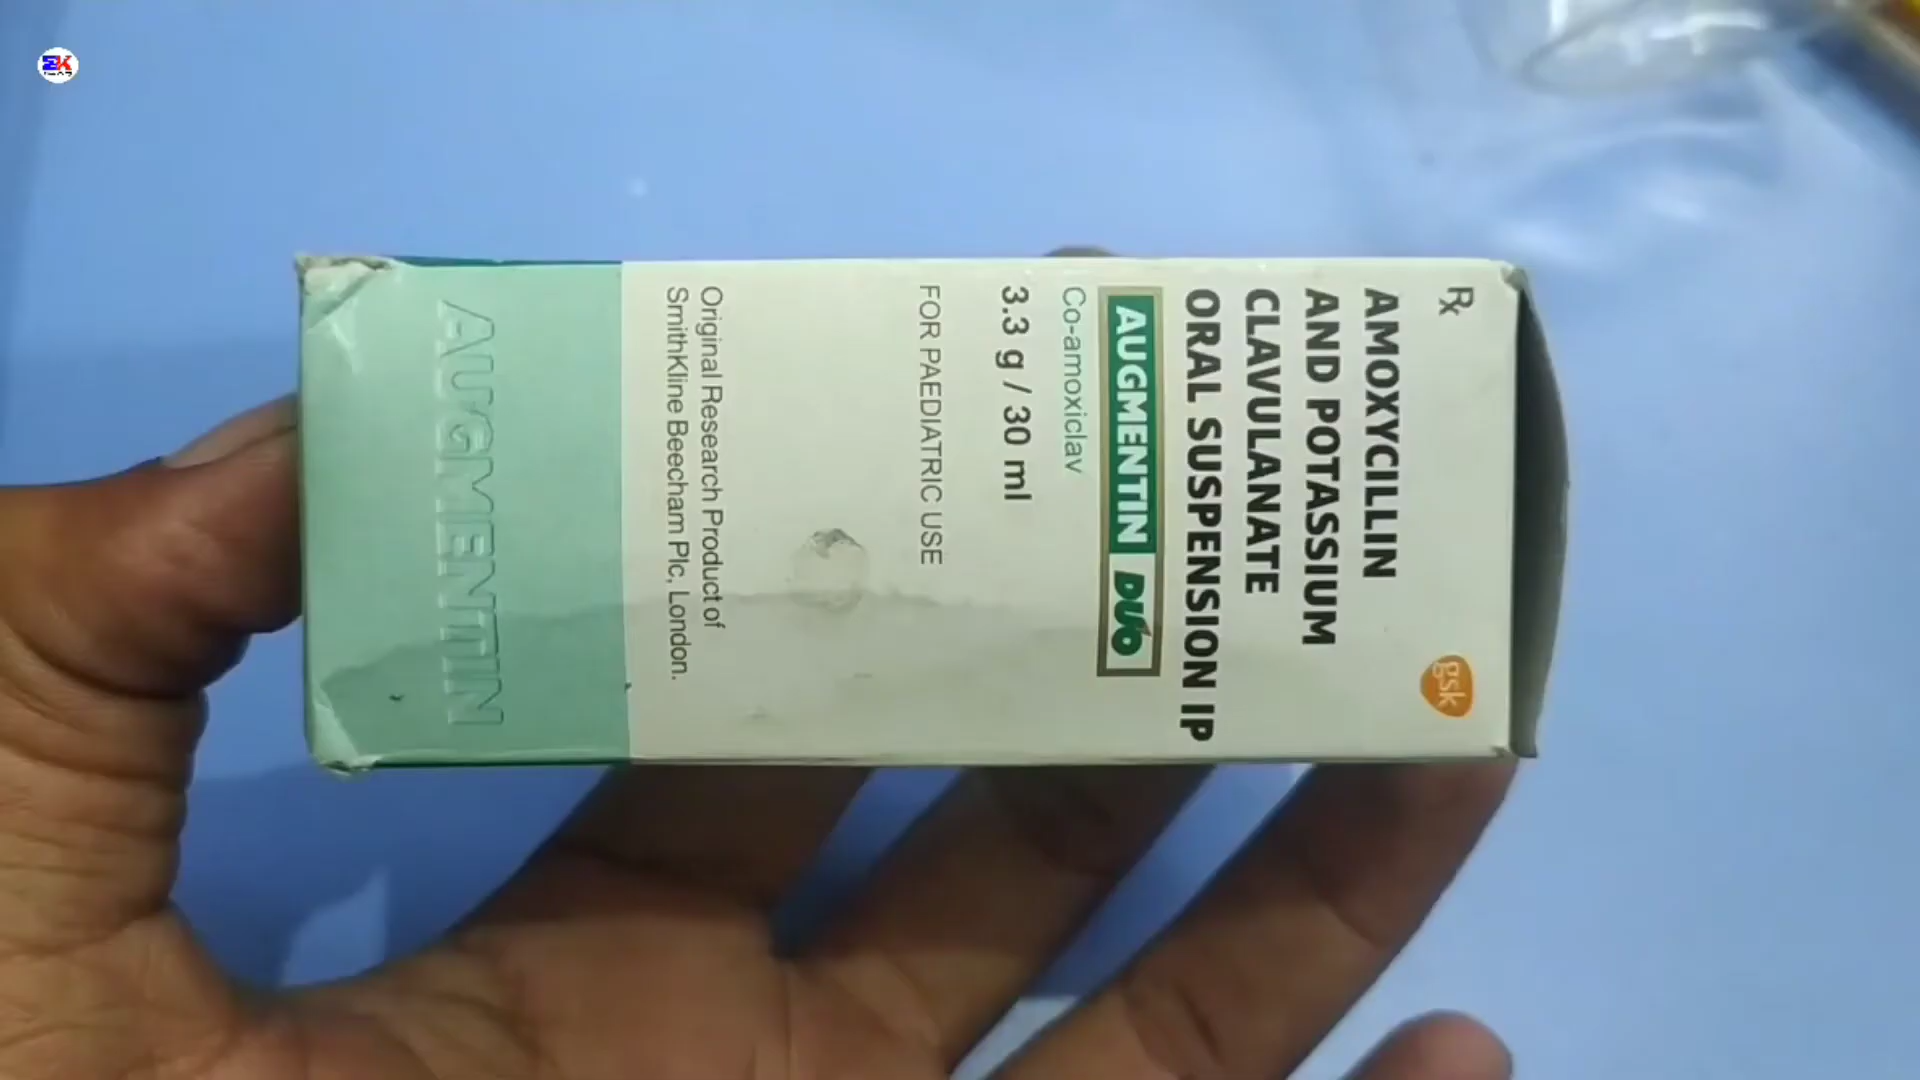 Rx
gsk
AMOXYCILLIN
AND POTASSIUM
CLAVULANATE
ORAL SUSPENSION IP
AUGMENTIN DUO
Co-amoxiclav
3.3 g / 30 ml
FOR PAEDIATRIC USE
Original Research Product of
SmithKline Beecham Plc, London.
AUGMENTIN